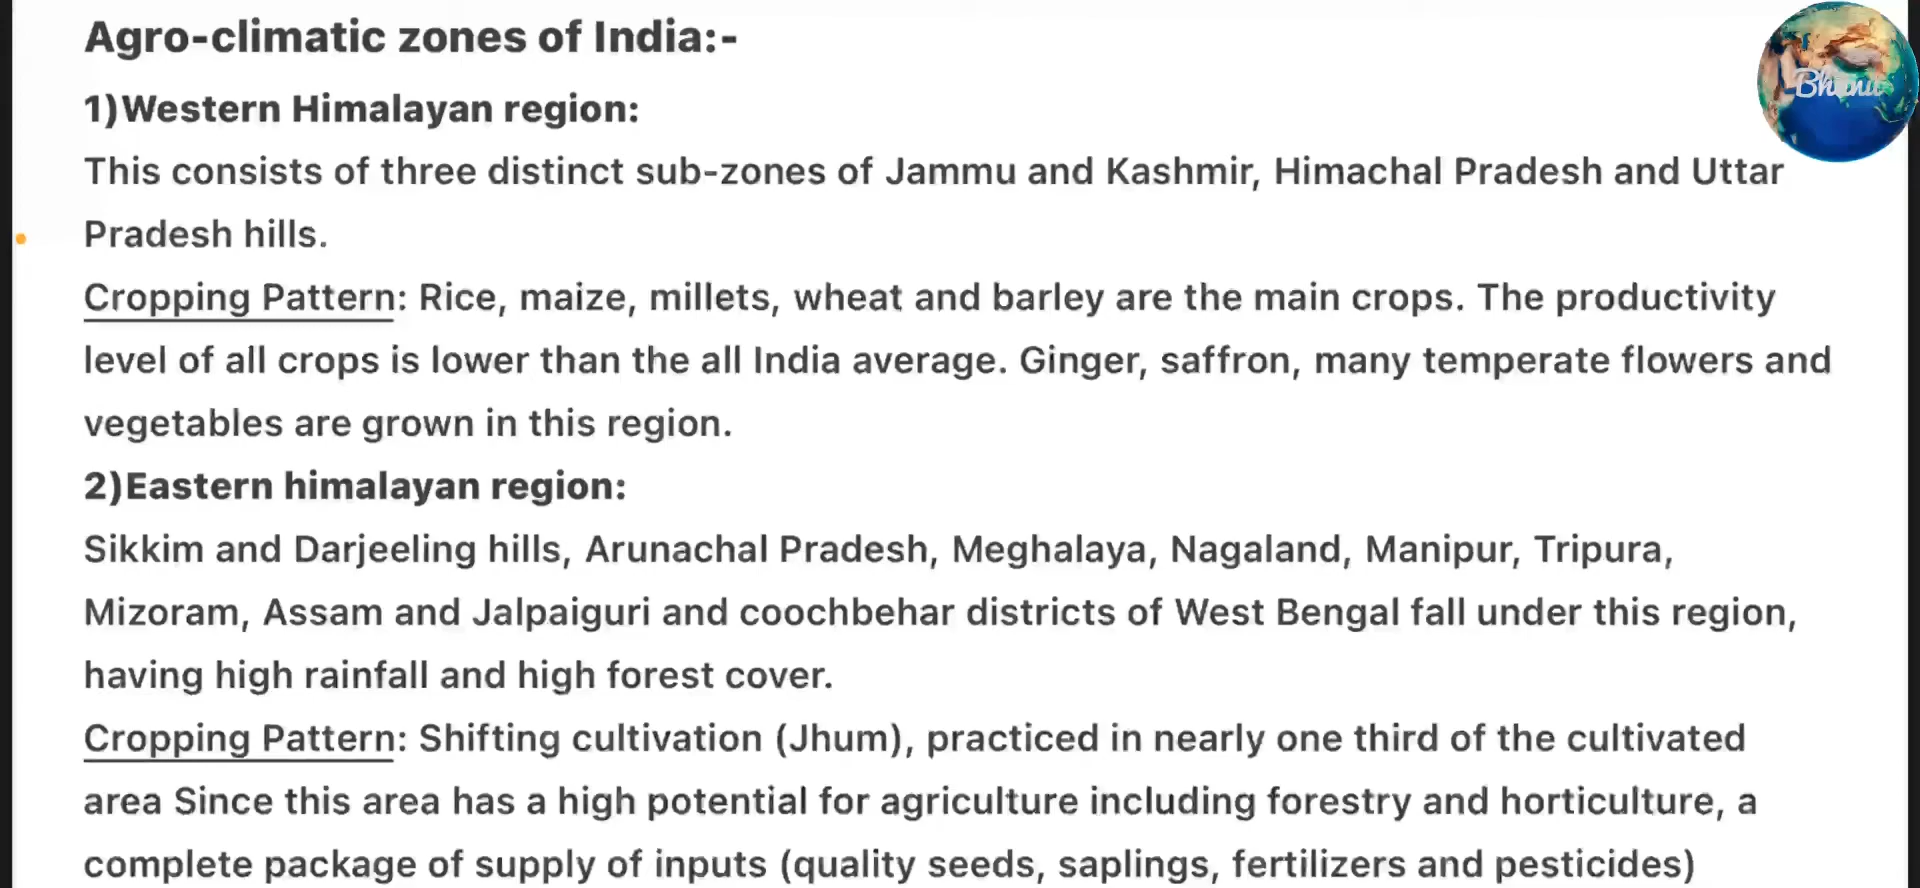 Agro-climatic zones of India:-
1)Western Himalayan region:
This consists of three distinct sub-zones of Jammu and Kashmir, Himachal Pradesh and Uttar
Pradesh hills.
Cropping Pattern: Rice, maize, millets, wheat and barley are the main crops. The productivity
level of all crops is lower than the all India average. Ginger, saffron, many temperate flowers and
vegetables are grown in this region.
2)Eastern himalayan region:
Sikkim and Darjeeling hills, Arunachal Pradesh, Meghalaya, Nagaland, Manipur, Tripura,
Mizoram, Assam and Jalpaiguri and coochbehar districts of West Bengal fall under this region,
having high rainfall and high forest cover.
Cropping Pattern: Shifting cultivation (Jhum), practiced in nearly one third of the cultivated
area Since this area has a high potential for agriculture including forestry and horticulture, a
complete package of supply of inputs (quality seeds, saplings, fertilizers and pesticides)